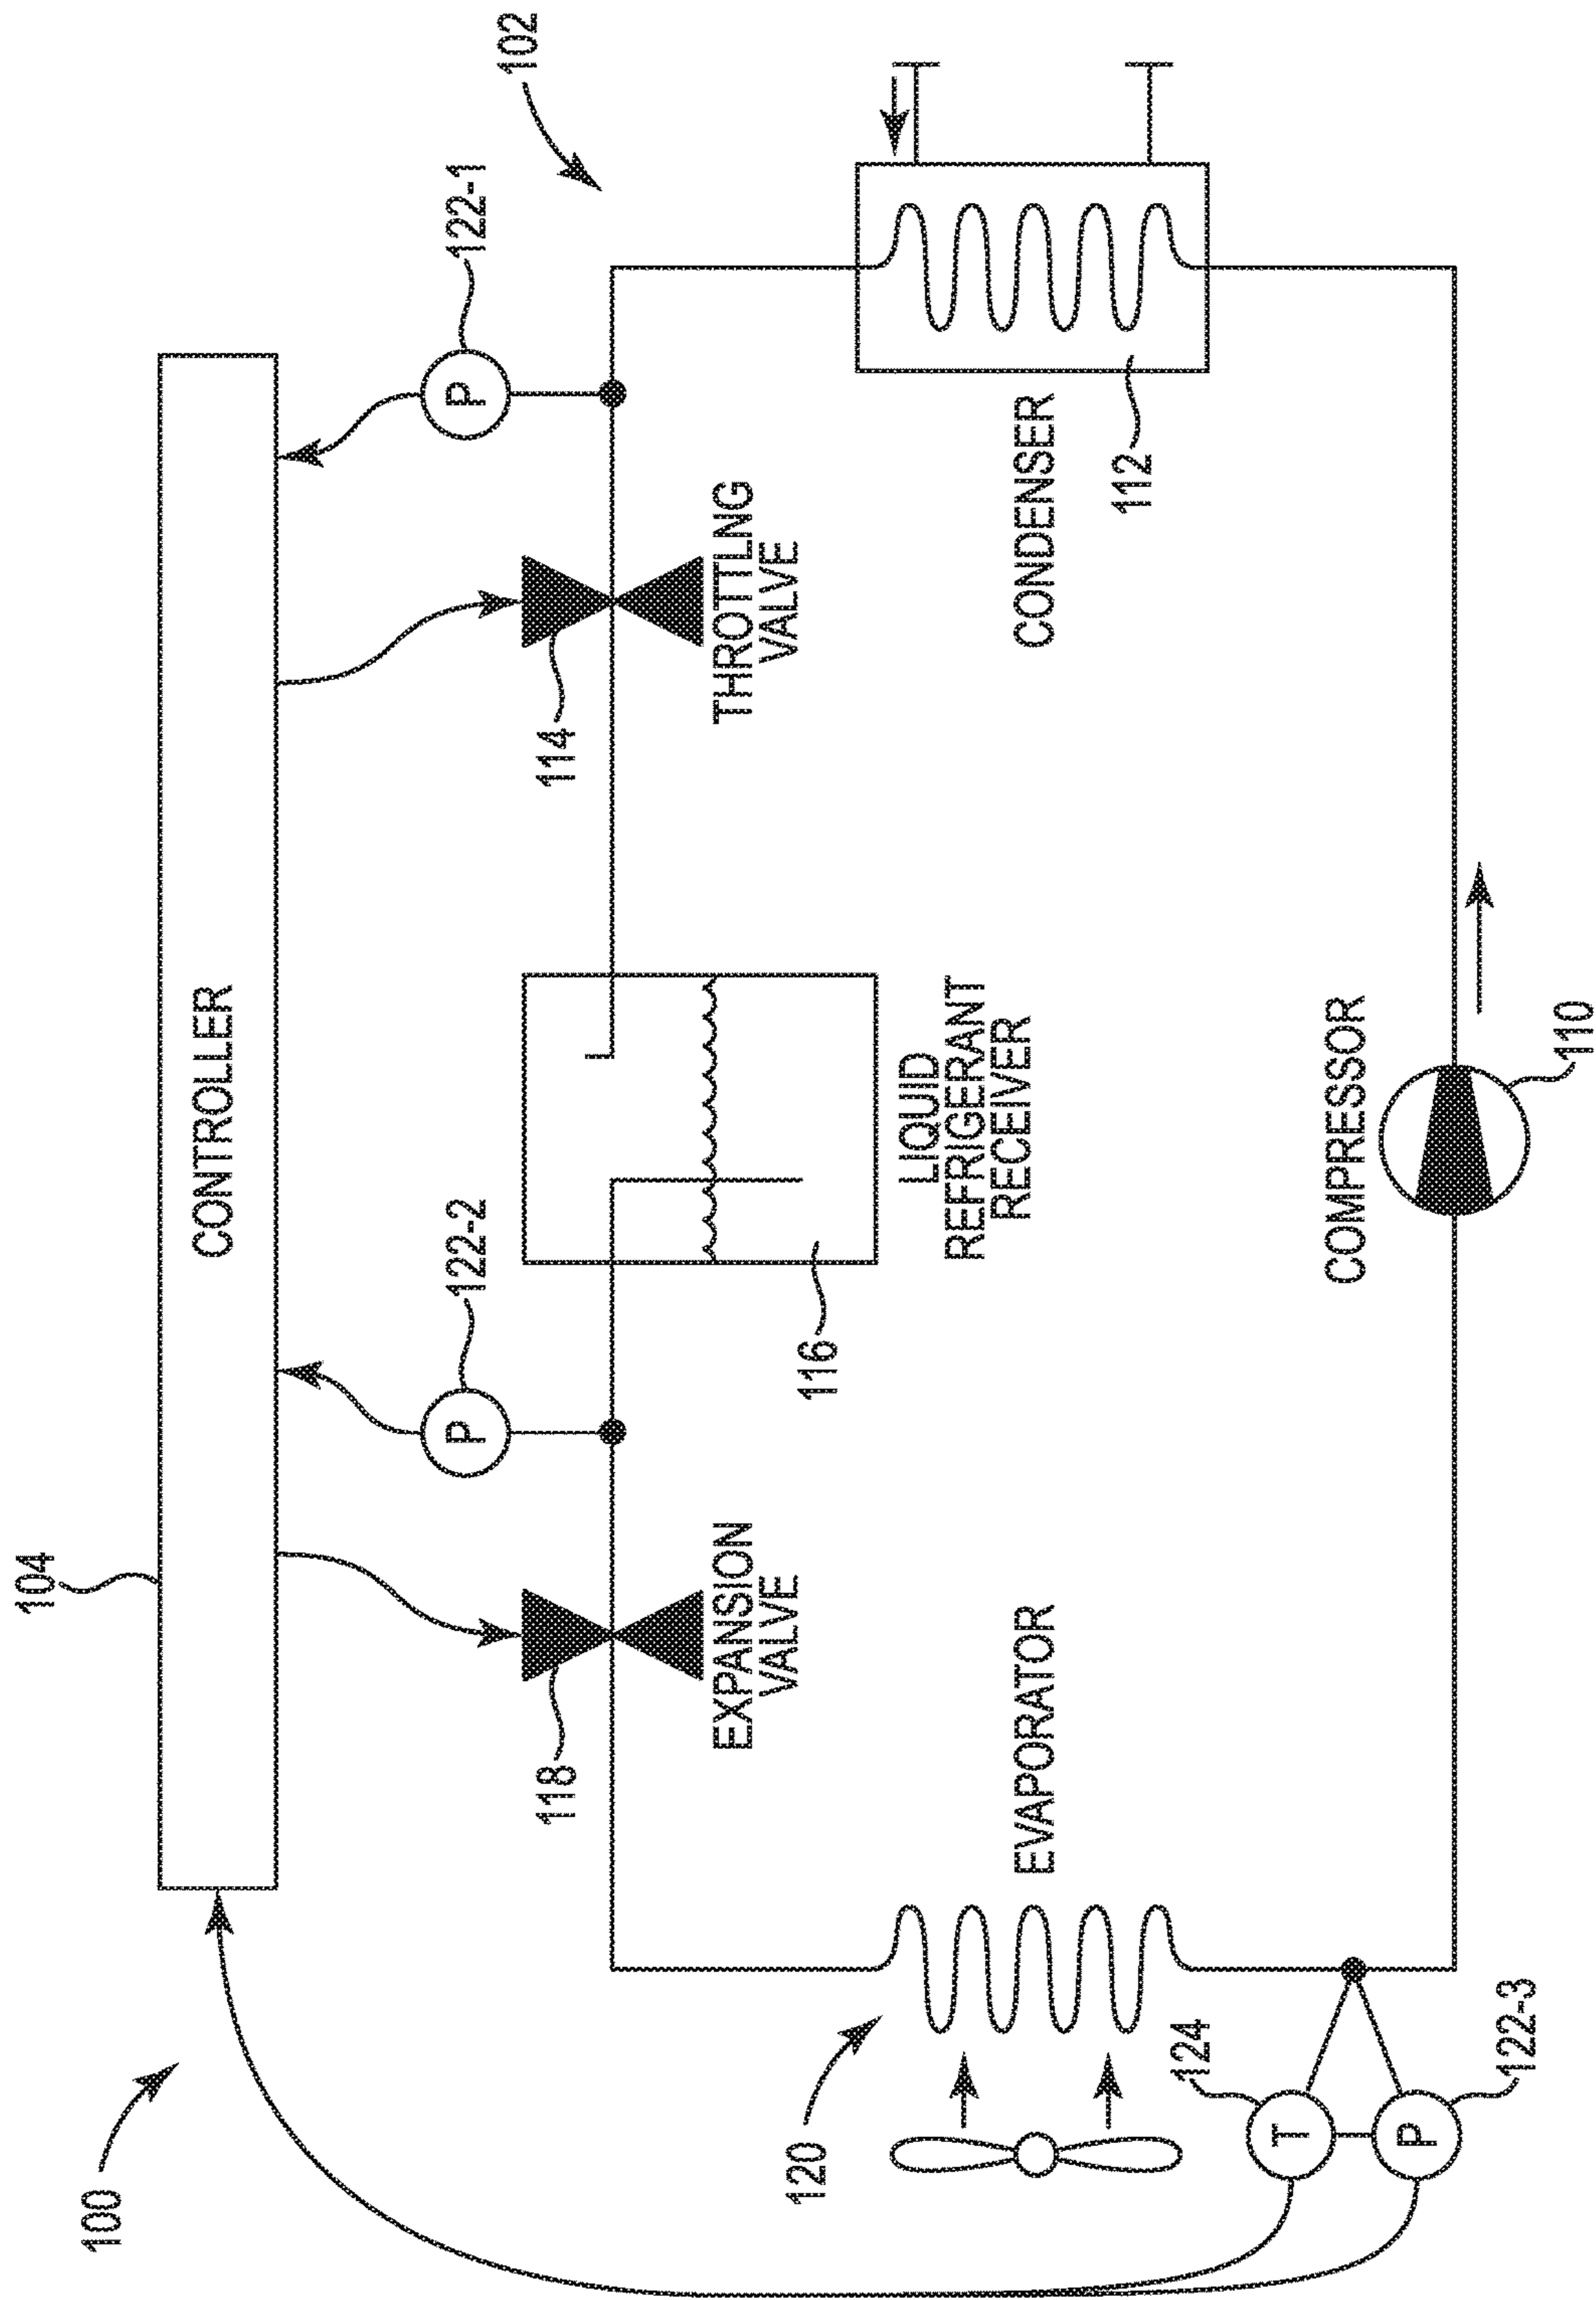 100
104
CONTROLLER
102
122-2
122-1
P
P
118
114
EXPANSION
VALVE
THROTTLNG
VALVE
116
LIQUID
REFRIGERANT
RECEIVER
120
EVAPORATOR
CONDENSER
112
124
T
P
122-3
COMPRESSOR
110